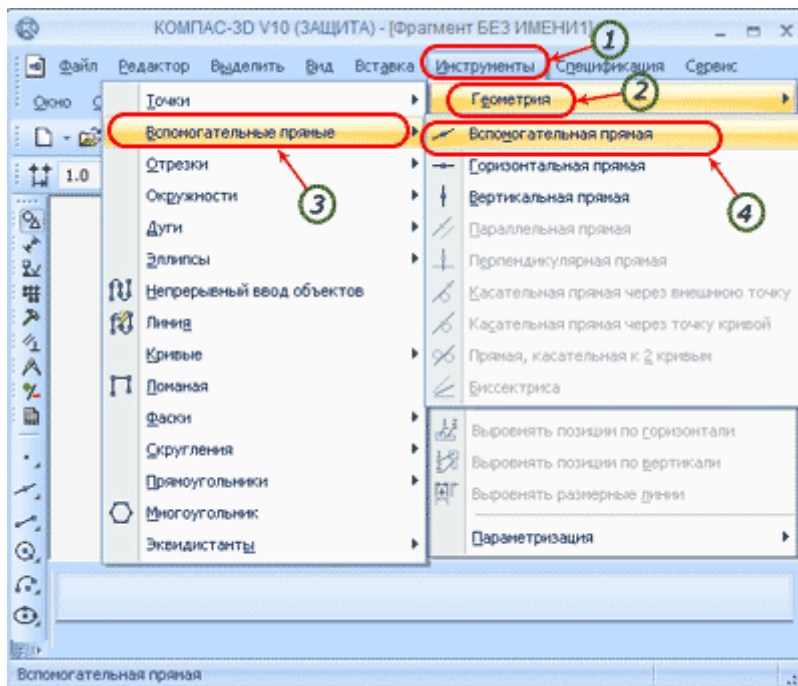 КОМПАС-3D V10 (ЗАЩИТА) - [Фрагмент БЕЗ ИМЕНИ1]
1
Файл Редактор Выделить Вид Вставка Инструменты Спецификация Сервис
Окно
Точки
Геометрия
2
Вспомогательные прямые
Вспомогательная прямая
1.0
Отрезки
Горизонтальная прямая
Окружности
3
Вертикальная прямая
4
Дуги
Параллельная прямая
Эллипсы
Перпендикулярная прямая
Непрерывный ввод объектов
Касательная прямая через внешнюю точку
Линия
Касательная прямая через точку кривой
Кривые
Прямая, касательная к 2 кривым
Ломаная
Биссектриса
Фаски
Выровнять позиции по горизонтали
Скругления
Выровнять позиции по вертикали
Прямоугольники
Выровнять размерные линии
Многоугольник
Эквидистанты
Параметризация
Вспомогательная прямая